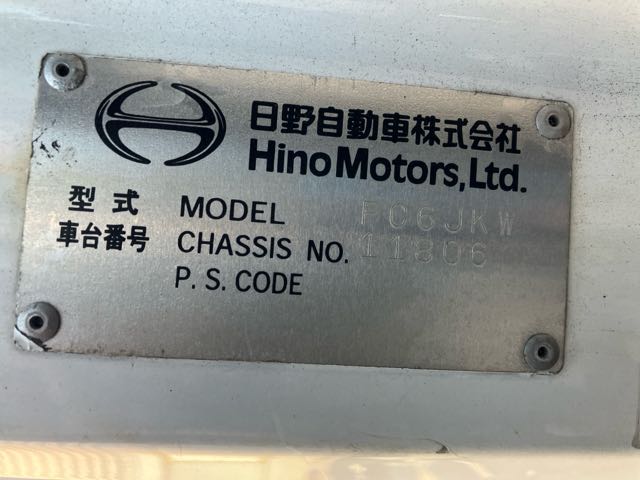 日野自動車株式会社
Hino Motors, Ltd.
型式 MODEL FC6JKW
車台番号 CHASSIS NO. 11806
P. S. CODE